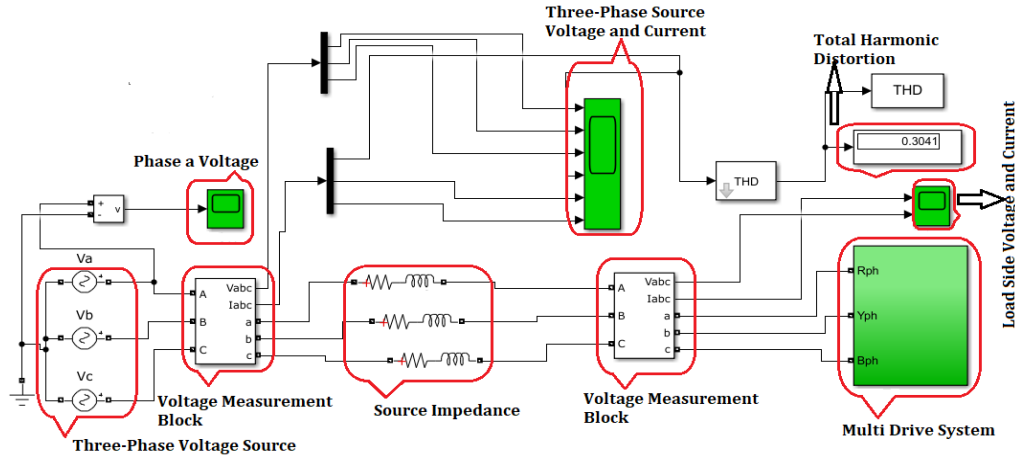 Three-Phase Source
Voltage and Current
Total Harmonic
Distortion
THD
0.3041
Phase a Voltage
THD
+
-
v
Load Side Voltage and Current
Va
Vb
Vc
A
B
C
Vabc
Iabc
a
b
c
A
B
C
Vabc
Iabc
a
b
c
Rph
Yph
Bph
Voltage Measurement
Block
Source Impedance
Voltage Measurement
Block
Multi Drive System
Three-Phase Voltage Source